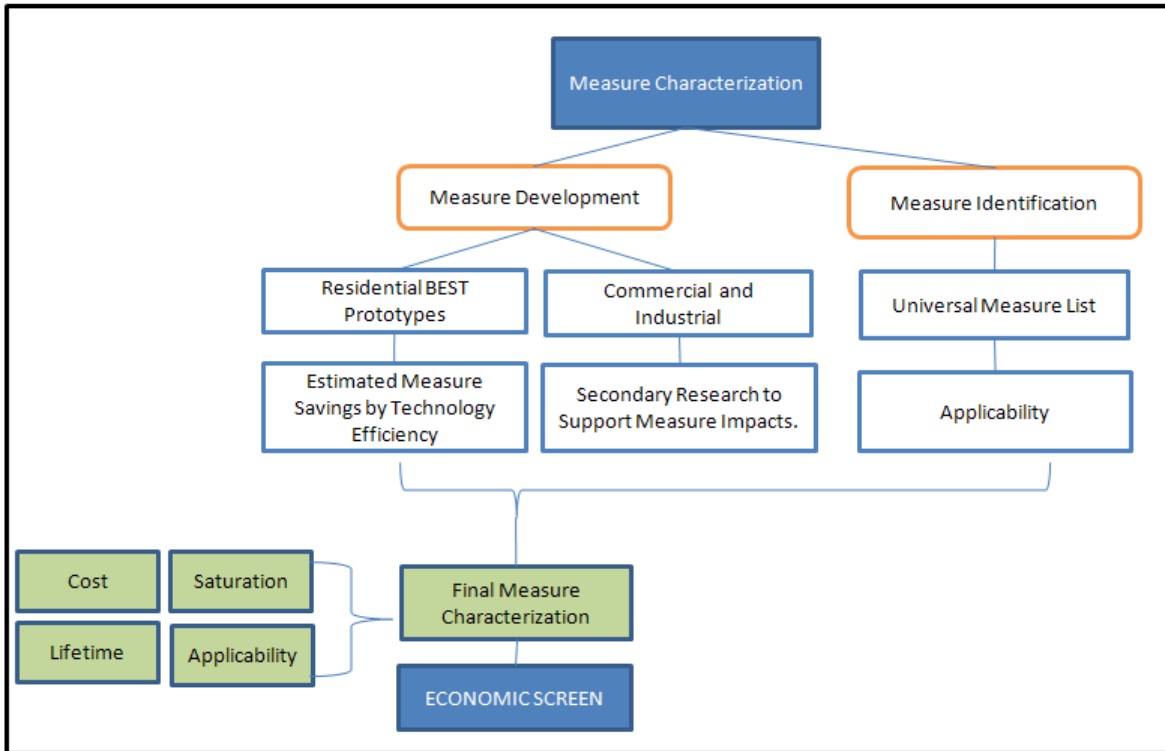 Measure Characterization
Measure Development
Measure Identification
Residential BEST
Prototypes
Commercial and
Industrial
Universal Measure List
Estimated Measure
Savings by Technology
Efficiency
Secondary Research to
Support Measure Impacts.
Applicability
Cost
Saturation
Final Measure
Characterization
Lifetime
Applicability
ECONOMIC SCREEN